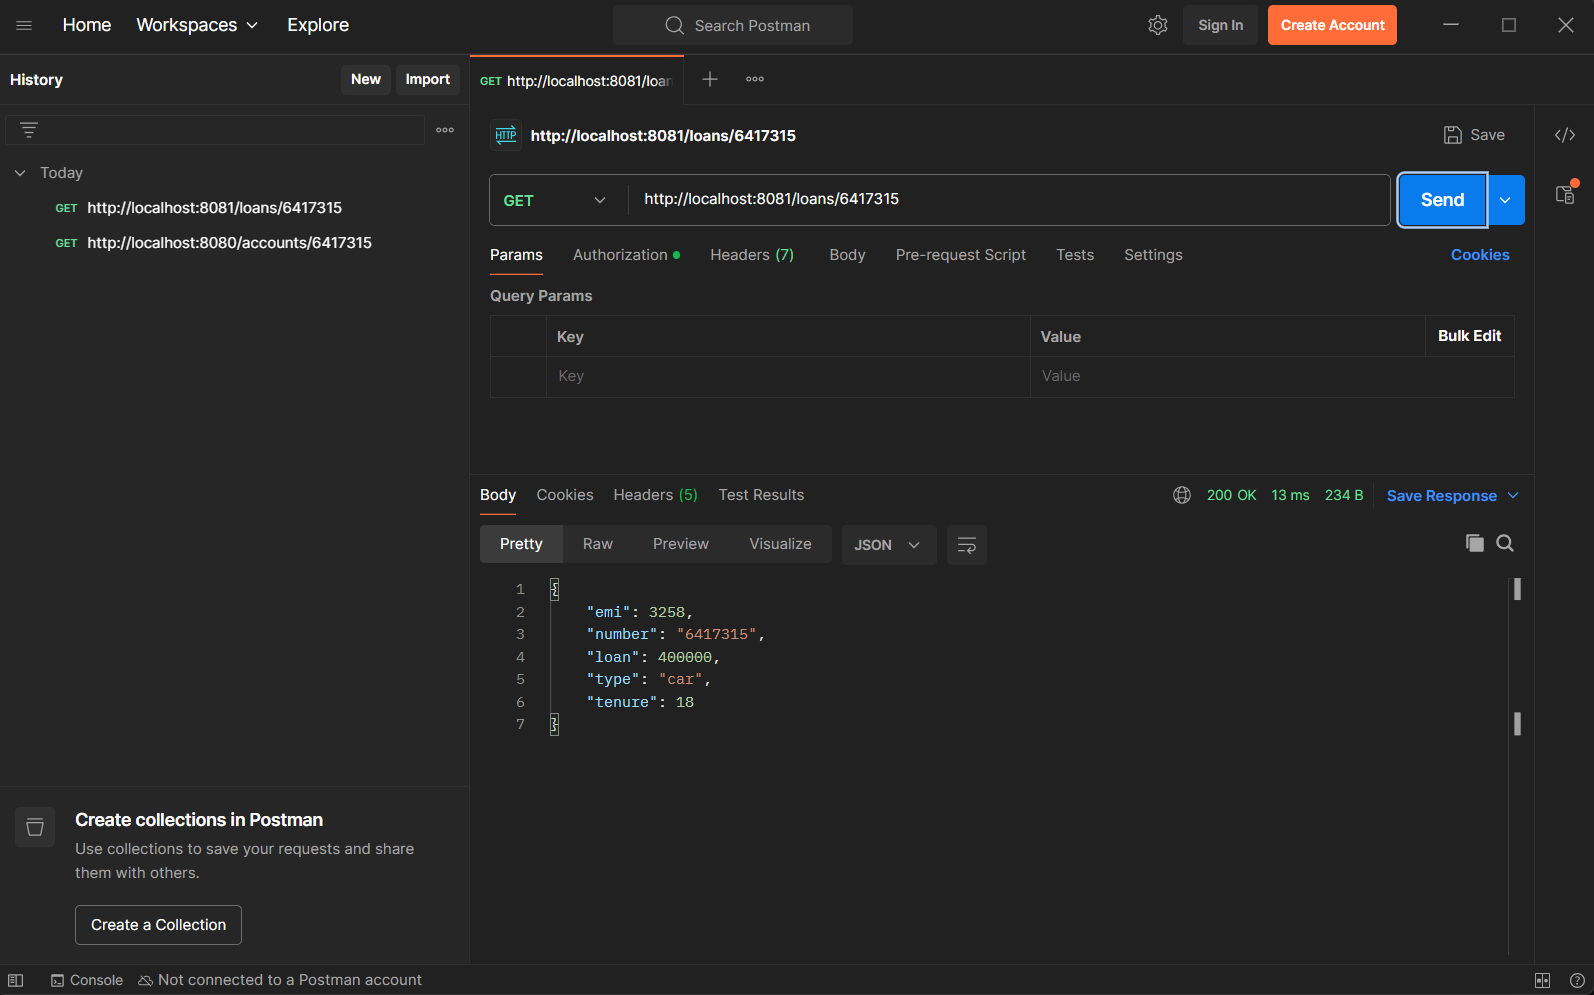 Home Workspaces Explore Search Postman Sign In Create Account
History New Import
GET http://localhost:8081/loan
HTTP http://localhost:8081/loans/6417315 Save
Today
GET http://localhost:8081/loans/6417315
GET http://localhost:8080/accounts/6417315
GET http://localhost:8081/loans/6417315 Send
Params Authorization Headers (7) Body Pre-request Script Tests Settings Cookies
Query Params
Key Value Bulk Edit
Key Value
Body Cookies Headers (5) Test Results 200 OK 13 ms 234 B Save Response
Pretty Raw Preview Visualize JSON
1 {
2 "emi": 3258,
3 "number": "6417315",
4 "loan": 400000,
5 "type": "car",
6 "tenure": 18
7 }
Create collections in Postman
Use collections to save your requests and share
them with others.
Create a Collection
Console Not connected to a Postman account